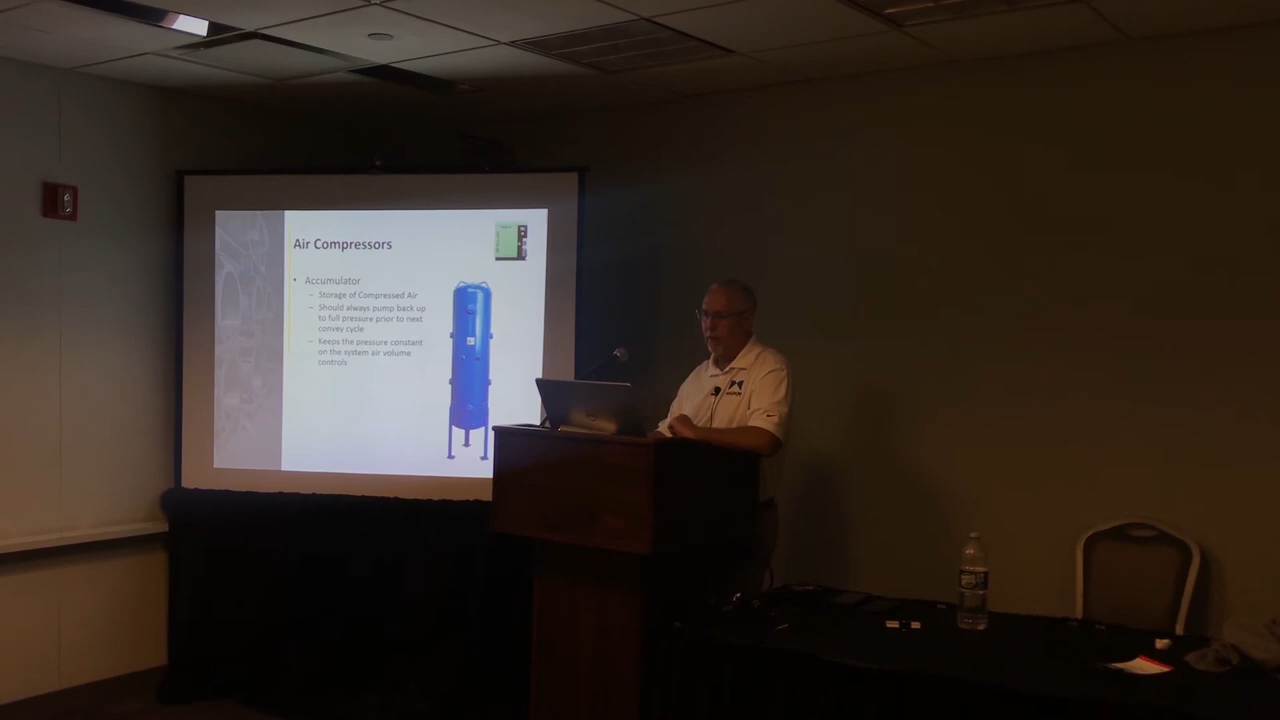 Air Compressors
• Accumulator
– Storage of Compressed Air
– Should always pump back up
to full pressure prior to next
convey cycle
– Keeps the pressure constant
on the system air volume
controls